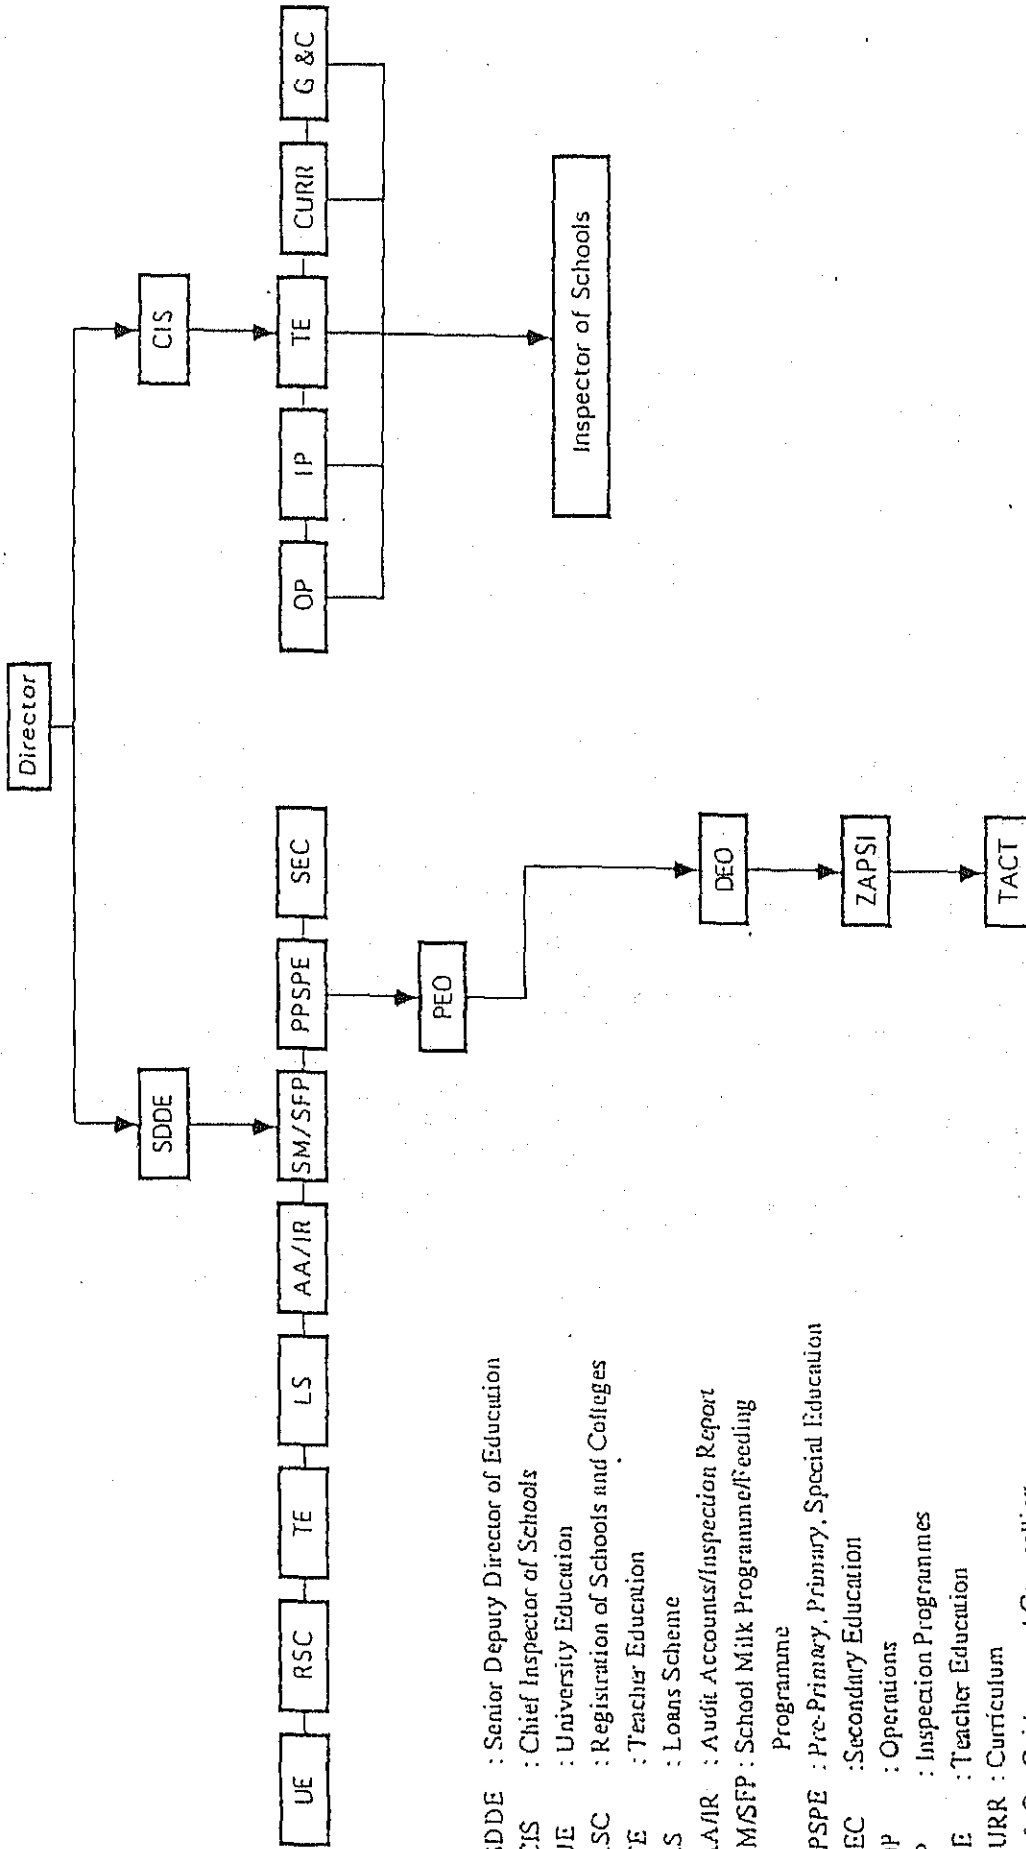 Director
SDDE
CIS
UE
RSC
TE
LS
AA/IR
SM/SFP
PPSPE
SEC
OP
IP
TE
CURR
G &C
PEO
Inspector of Schools
DEO
ZAPSI
TACT
SDDE : Senior Deputy Director of Education
CIS : Chief Inspector of Schools
UE : University Education
RSC : Registration of Schools and Colleges
TE : Teacher Education
LS : Loans Scheme
AA/IR : Audit Accounts/Inspection Report
SM/SFP : School Milk Programme/Feeding
Programme
PPSPE : Pre-Primary, Primary, Special Education
SEC :Secondary Education
OP : Operations
IP : Inspection Programmes
TE : Teacher Education
CURR : Curriculum